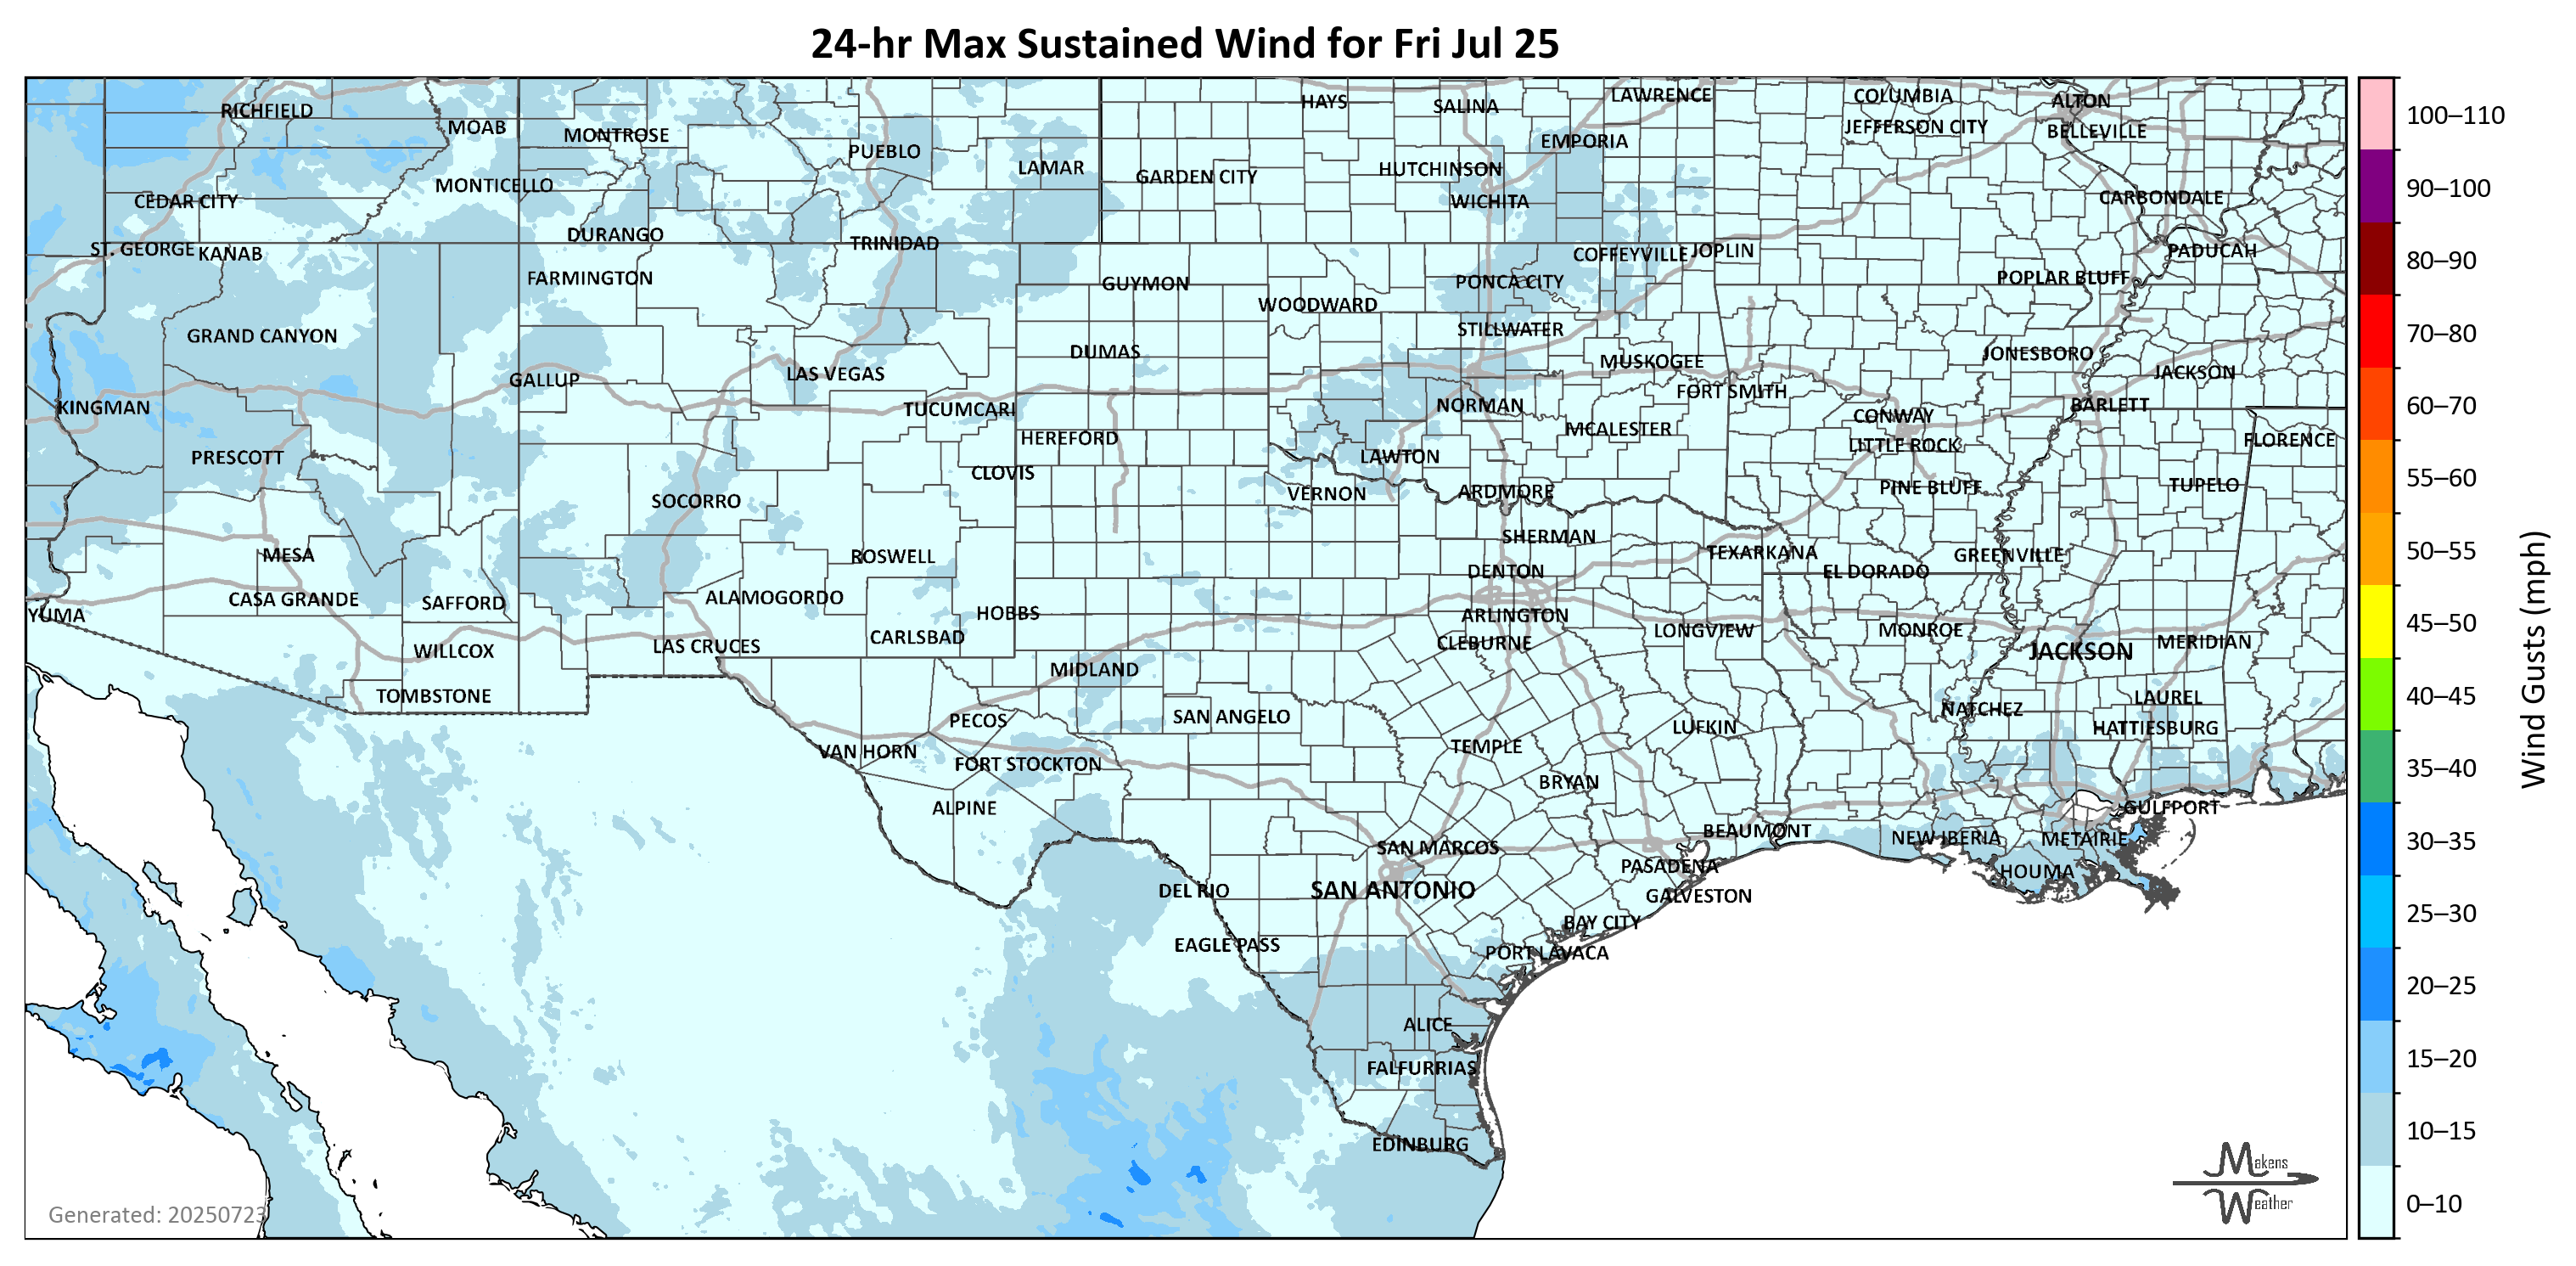 24-hr Max Sustained Wind for Fri Jul 25
RICHFIELD
MOAB
MONTROSE
PUEBLO
LAMAR
HAYS
SALINA
LAWRENCE
COLUMBIA
ALTON
JEFFERSON CITY
BELLEVILLE
EMPORIA
HUTCHINSON
GARDEN CITY
WICHITA
MONTICELLO
CEDAR CITY
CARBONDALE
DURANGO
TRINIDAD
ST. GEORGE
KANAB
COFFEYVILLE
JOPLIN
PADUCAH
FARMINGTON
GUYMON
PONCA CITY
POPLAR BLUFF
WOODWARD
GRAND CANYON
STILLWATER
DUMAS
MUSKOGEE
JONESBORO
GALLUP
LAS VEGAS
FORT SMITH
JACKSON
KINGMAN
TUCUMCARI
NORMAN
CONWAY
BARLETT
HEREFORD
MCALESTER
LITTLE ROCK
FLORENCE
PRESCOTT
CLOVIS
LAWTON
SOCORRO
VERNON
ARDMORE
PINE BLUFF
TUPELO
MESA
ROSWELL
SHERMAN
TEXARKANA
GREENVILLE
DENTON
EL DORADO
CASA GRANDE
SAFFORD
ALAMOGORDO
YUMA
HOBBS
ARLINGTON
CARLSBAD
CLEBURNE
LONGVIEW
MONROE
LAS CRUCES
WILLCOX
JACKSON
MERIDIAN
MIDLAND
TOMBSTONE
PECOS
SAN ANGELO
LUFKIN
NATCHEZ
LAUREL
HATTIESBURG
VAN HORN
FORT STOCKTON
TEMPLE
BRYAN
ALPINE
GULFPORT
BEAUMONT
NEW IBERIA
METAIRIE
SAN MARCOS
PASADENA
HOUMA
DEL RIO
SAN ANTONIO
GALVESTON
BAY CITY
EAGLE PASS
PORT LAVACA
ALICE
FALFURRIAS
EDINBURG
Generated: 20250723
Makens
Weather
100–110
90–100
80–90
70–80
60–70
55–60
50–55
45–50
40–45
35–40
30–35
25–30
20–25
15–20
10–15
0–10
Wind Gusts (mph)